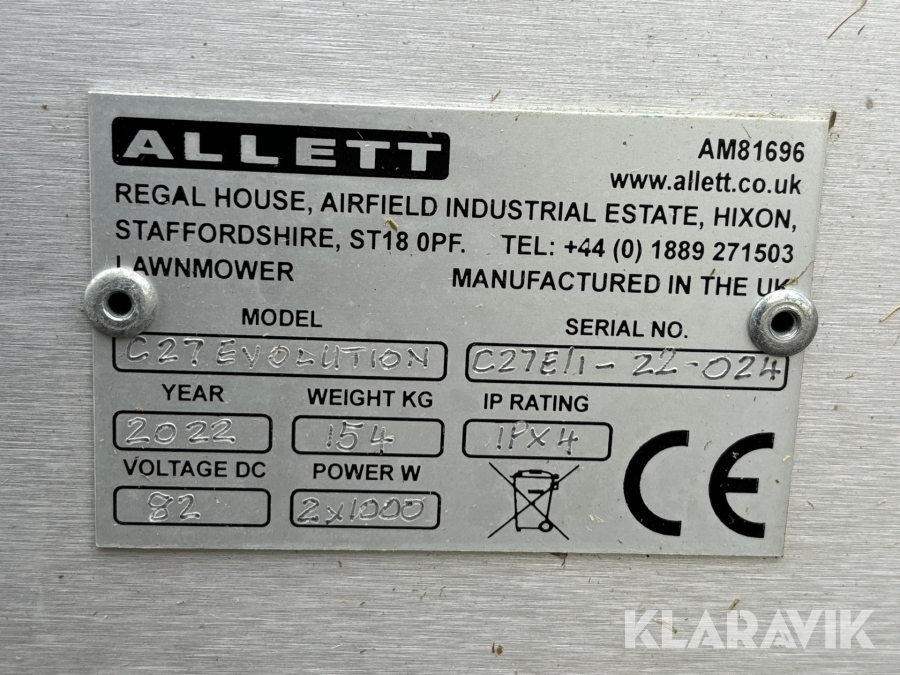 ALLETT
AM81696
www.allett.co.uk
REGAL HOUSE, AIRFIELD INDUSTRIAL ESTATE, HIXON,
STAFFORDSHIRE, ST18 0PF. TEL: +44 (0) 1889 271503
LAWNMOWER MANUFACTURED IN THE UK
MODEL SERIAL NO.
C27 EVOLUTION C27E/1-22-024
YEAR WEIGHT KG IP RATING
2022 154 IPX4
VOLTAGE DC POWER W
82 2x1000
CE
KLARAVIK